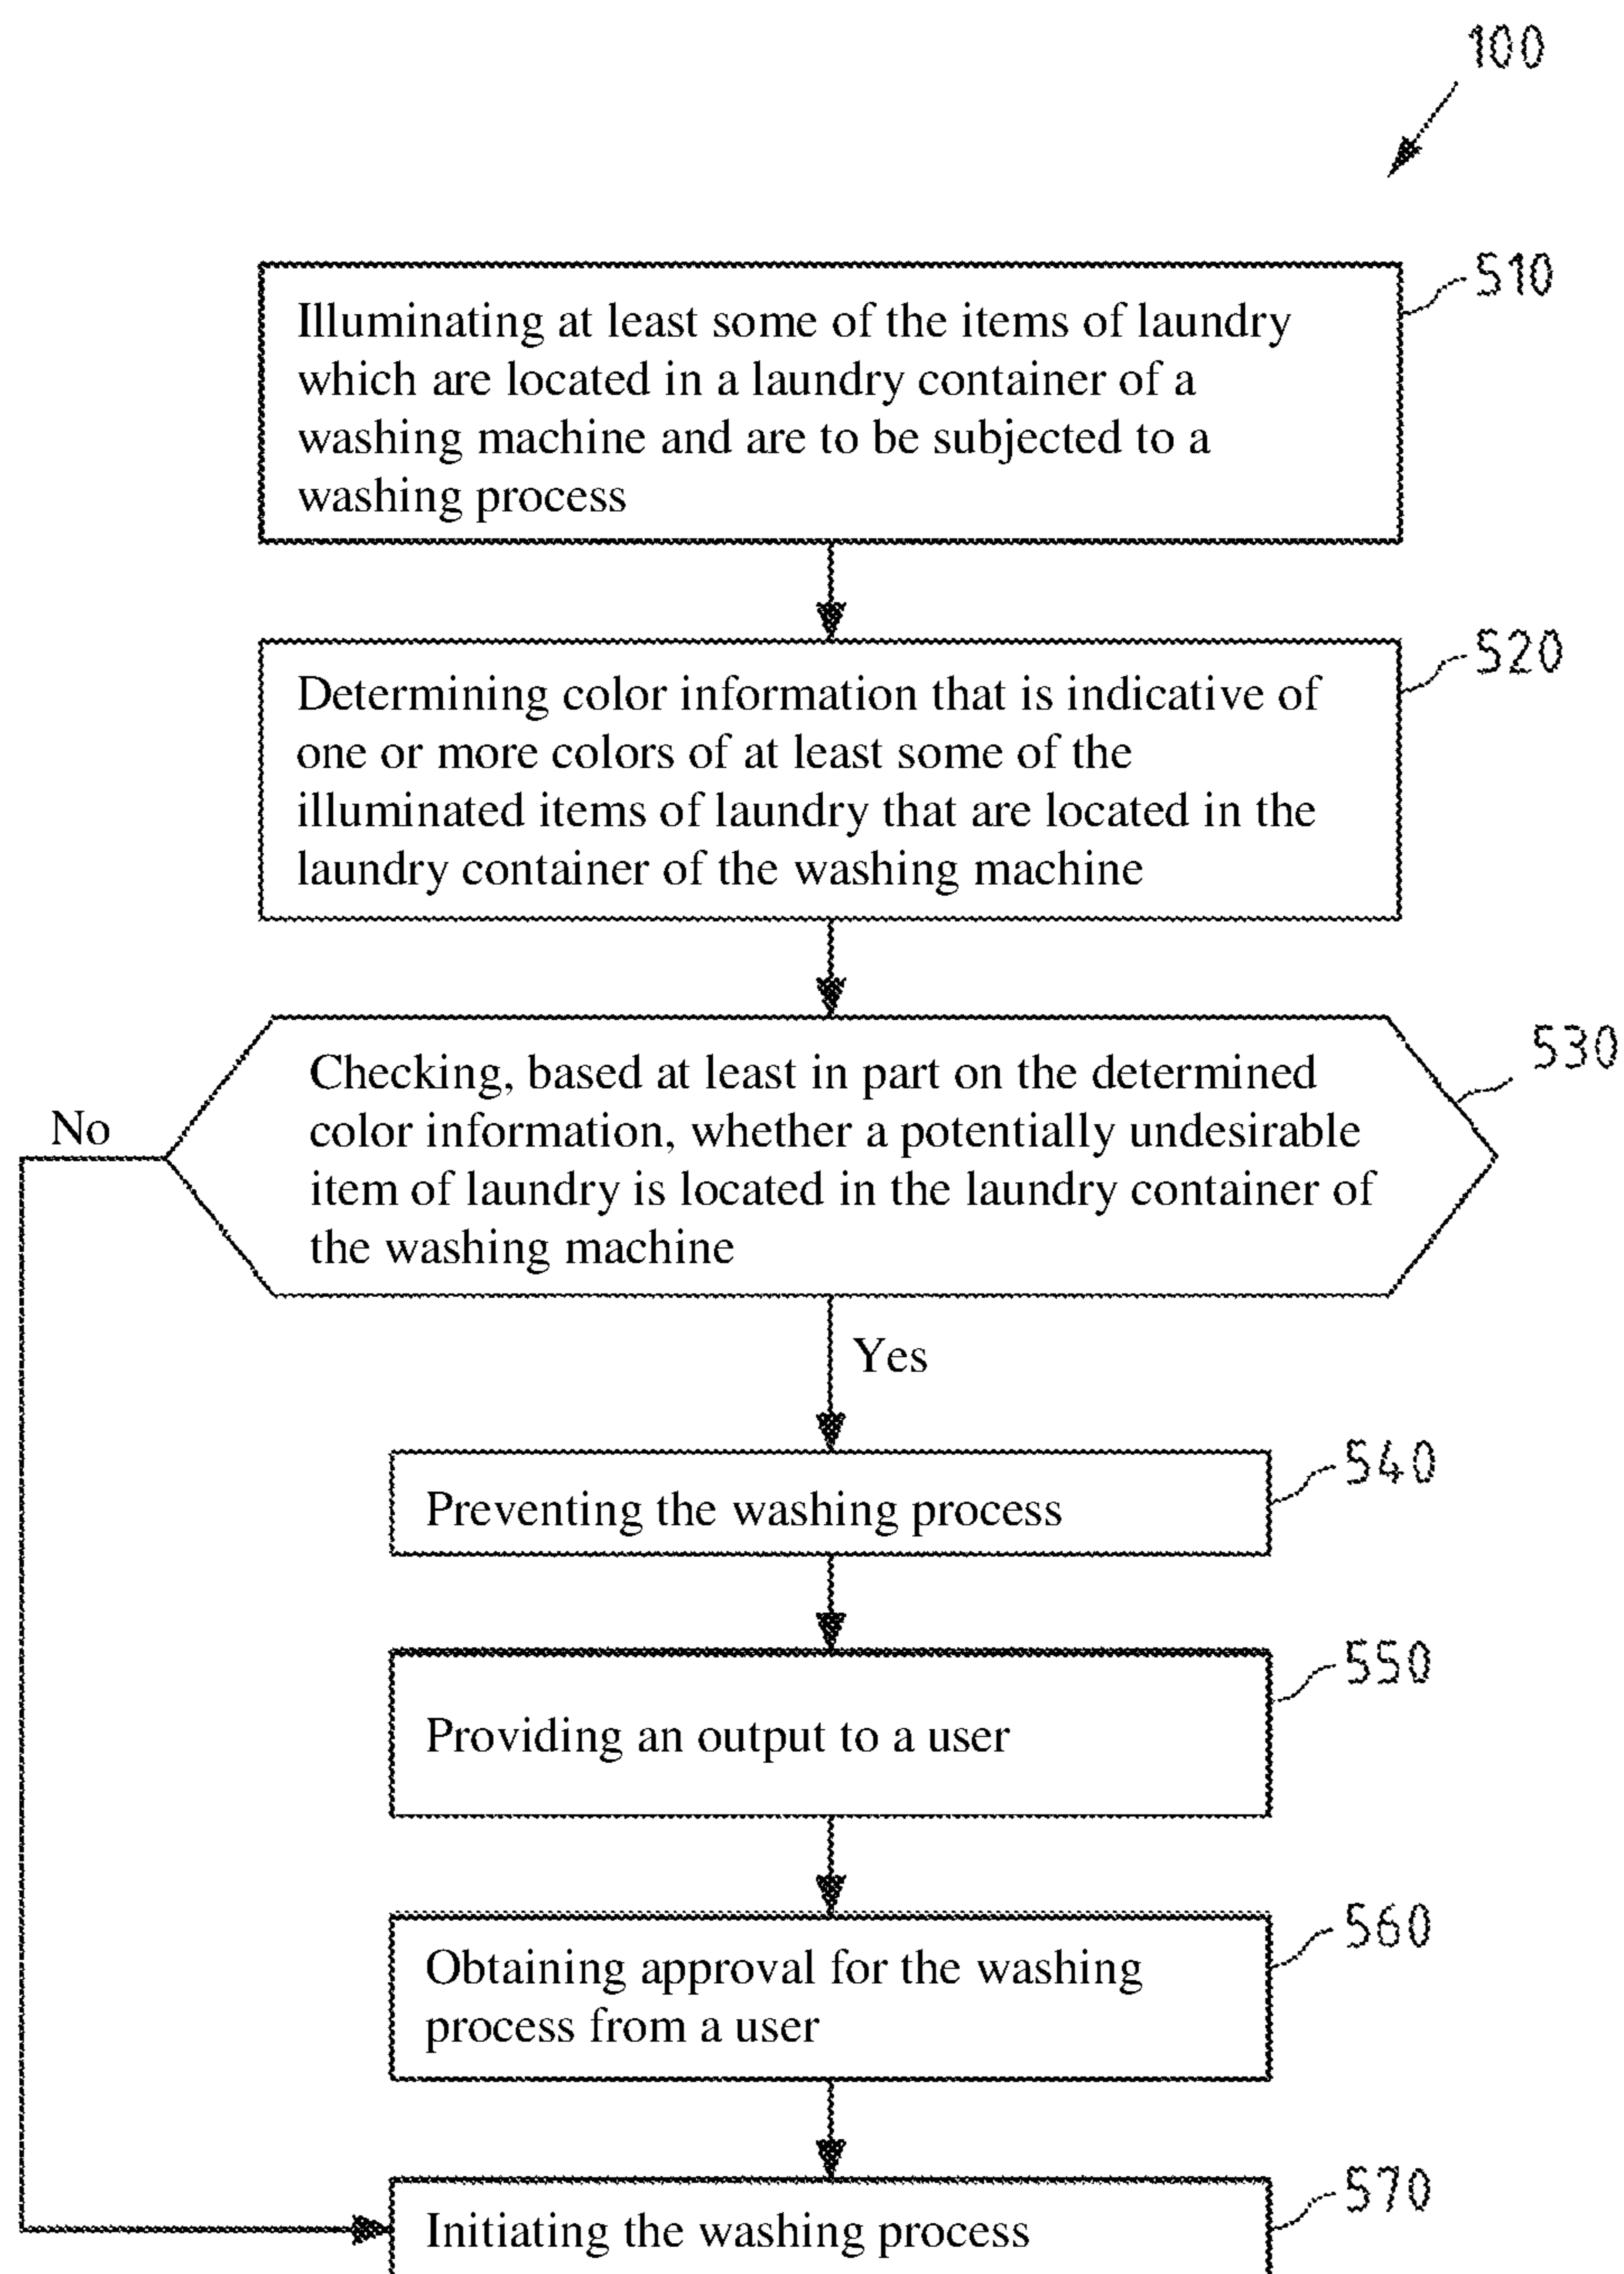 100
510
Illuminating at least some of the items of laundry
which are located in a laundry container of a
washing machine and are to be subjected to a
washing process
520
Determining color information that is indicative of
one or more colors of at least some of the
illuminated items of laundry that are located in the
laundry container of the washing machine
530
Checking, based at least in part on the determined
color information, whether a potentially undesirable
item of laundry is located in the laundry container of
the washing machine
No
Yes
540
Preventing the washing process
550
Providing an output to a user
560
Obtaining approval for the washing
process from a user
570
Initiating the washing process